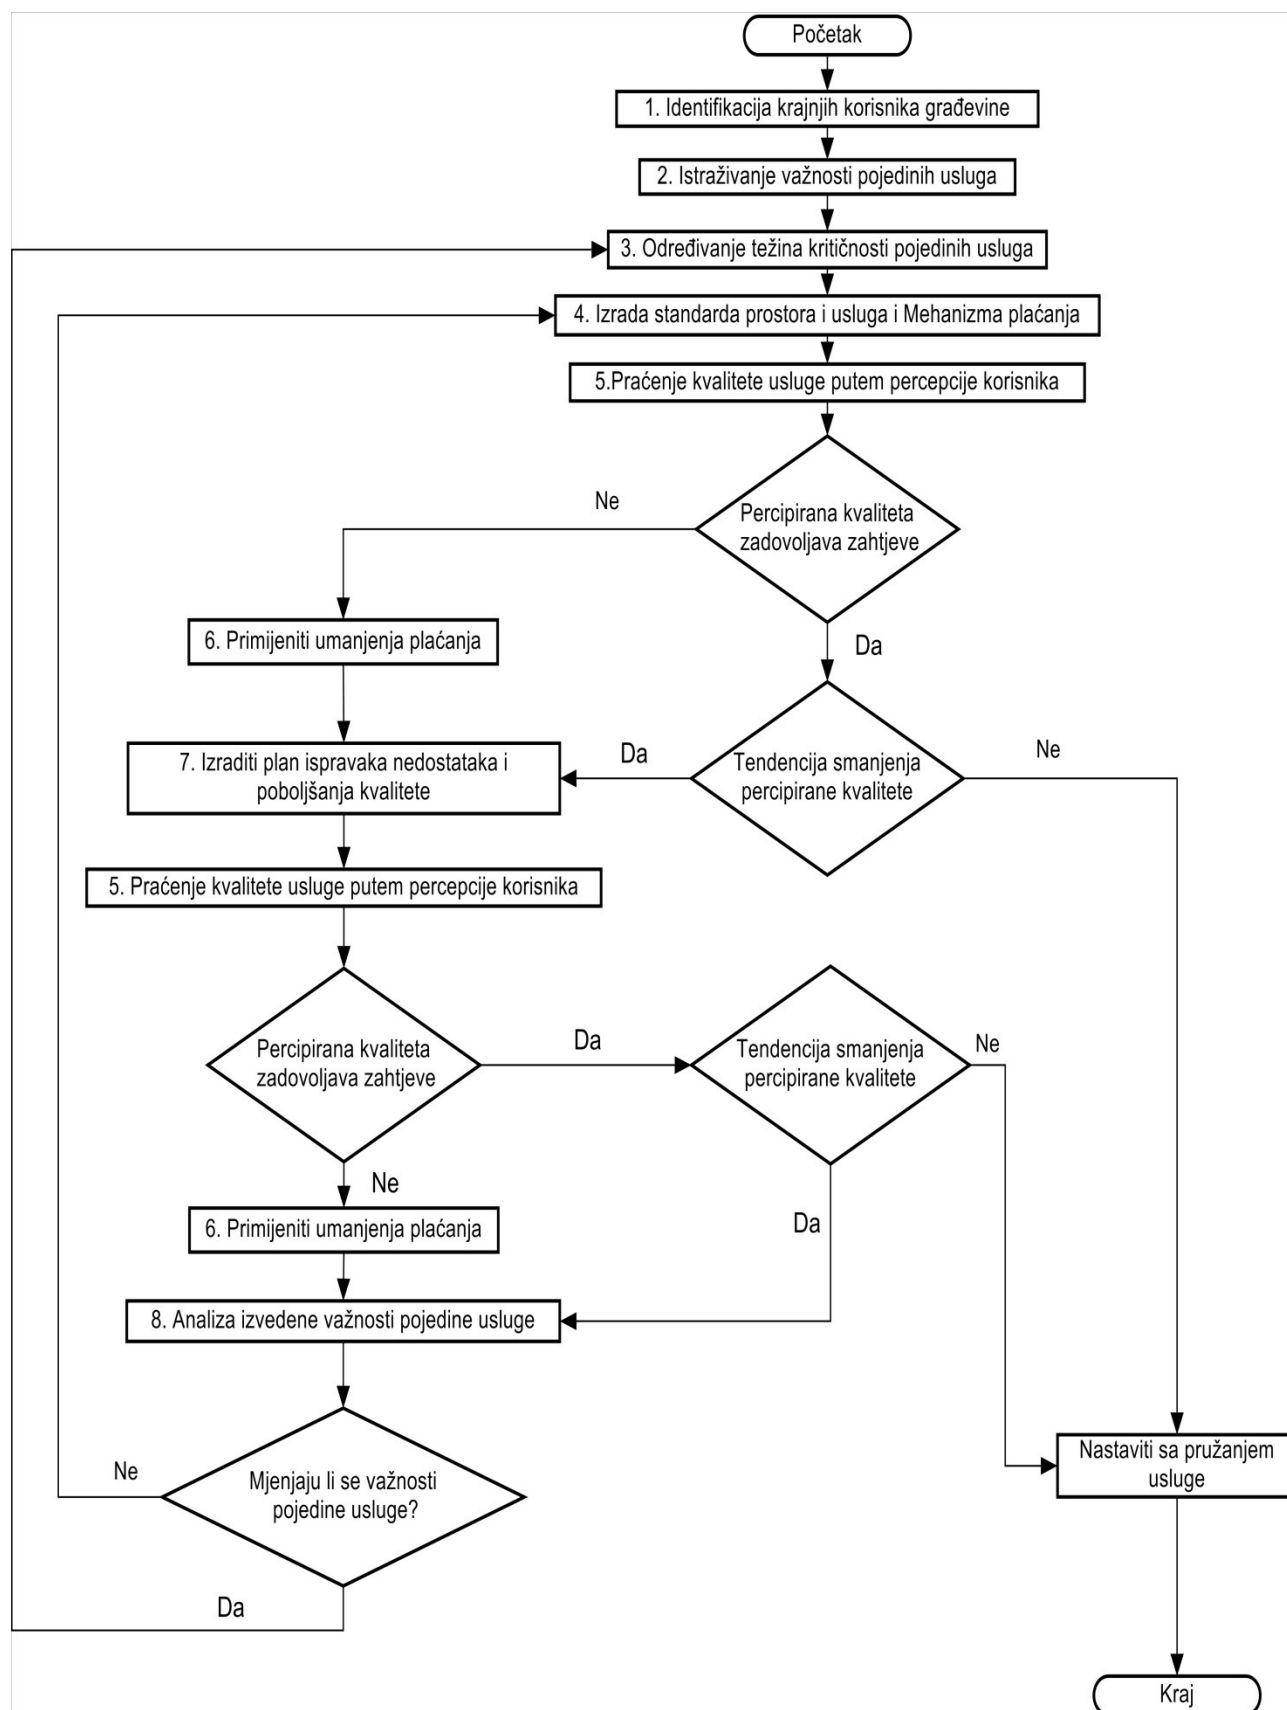 Početak
1. Identifikacija krajnjih korisnika građevine
2. Istraživanje važnosti pojedinih usluga
3. Određivanje težina kritičnosti pojedinih usluga
4. Izrada standarda prostora i usluga i Mehanizma plaćanja
5.Praćenje kvalitete usluge putem percepcije korisnika
Ne
Percipirana kvaliteta
zadovoljava zahtjeve
6. Primijeniti umanjenja plaćanja
Da
7. Izraditi plan ispravaka nedostataka i
poboljšanja kvalitete
Da
Tendencija smanjenja
percipirane kvalitete
Ne
5. Praćenje kvalitete usluge putem percepcije korisnika
Percipirana kvaliteta
zadovoljava zahtjeve
Da
Tendencija smanjenja
percipirane kvalitete
Ne
Ne
6. Primijeniti umanjenja plaćanja
Da
8. Analiza izvedene važnosti pojedine usluge
Ne
Mjenjaju li se važnosti
pojedine usluge?
Nastaviti sa pružanjem
usluge
Da
Kraj